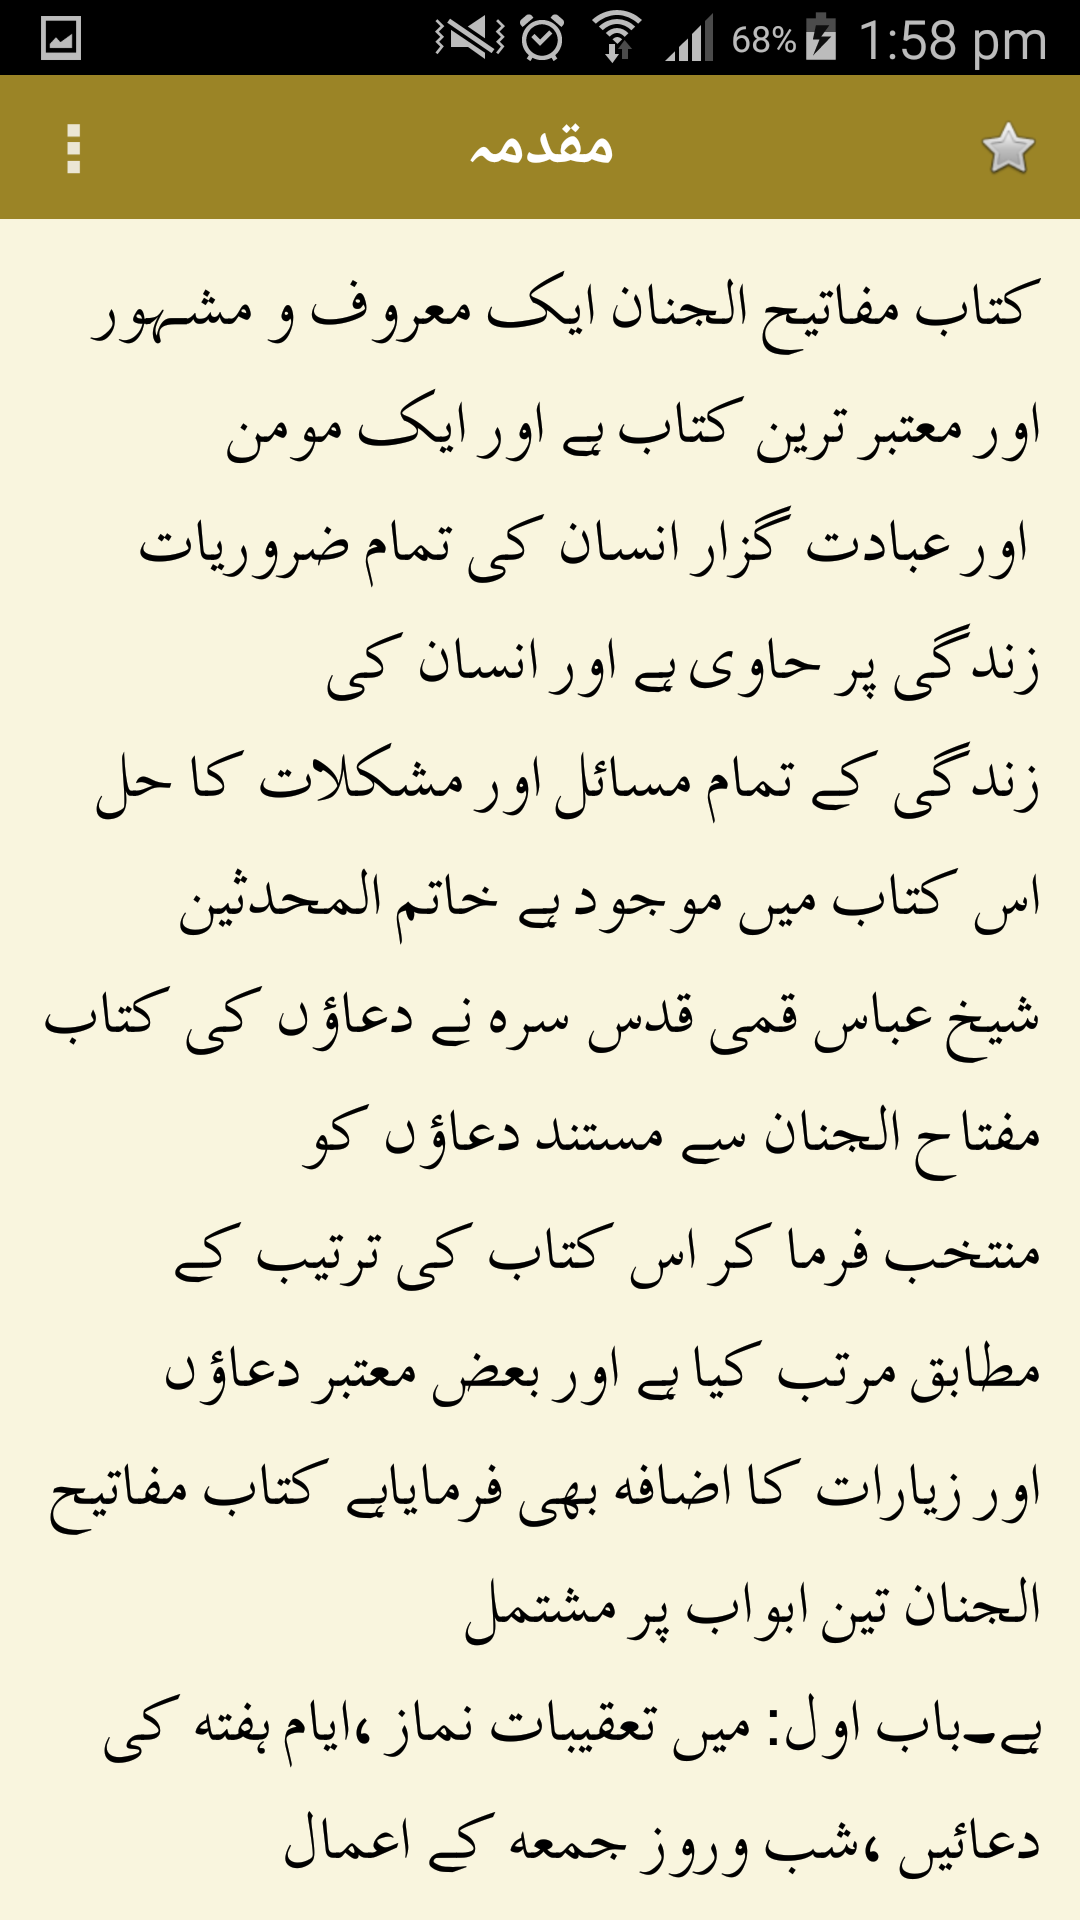 68% 1:58 pm
مقدمہ
کتاب مفاتیح الجنان ایک معروف و مشہور
اور معتبر ترین کتاب ہے اور ایک مومن
اور عبادت گزار انسان کی تمام ضروریات
زندگی پر حاوی ہے اور انسان کی
زندگی کے تمام مسائل اور مشکلات کا حل
اس کتاب میں موجود ہے خاتم المحدثین
شیخ عباس قمی قدس سرہ نے دعاؤں کی کتاب
مفتاح الجنان سے مستند دعاؤں کو
منتخب فرما کر اس کتاب کی ترتیب کے
مطابق مرتب کیا ہے اور بعض معتبر دعاؤں
اور زیارات کا اضافہ بھی فرمایاہے کتاب مفاتیح
الجنان تین ابواب پر مشتمل
ہے۔باب اول: میں تعقیبات نماز ،ایام ہفتہ کی
دعائیں ،شب وروز جمعہ کے اعمال